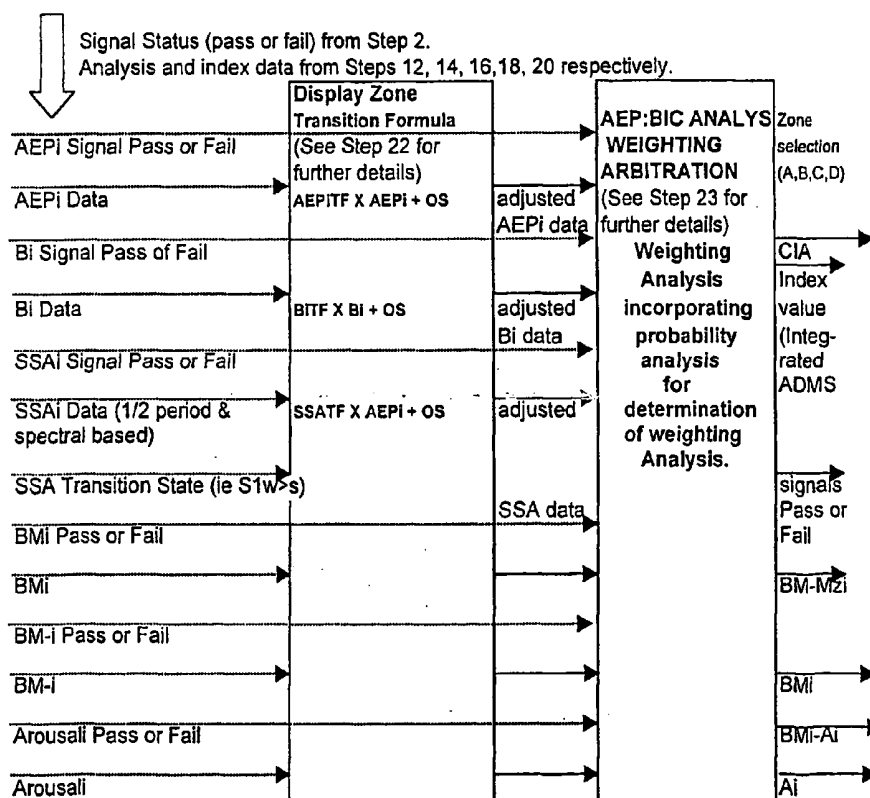 Signal Status (pass or fail) from Step 2.
Analysis and index data from Steps 12, 14, 16,18, 20 respectively.
Display Zone
Transition Formula
(See Step 22 for
further details)
AEPITF X AEPi + OS
BITF X Bi + OS
SSATF X AEPi + OS
AEPi Signal Pass or Fail
AEPi Data
Bi Signal Pass of Fail
Bi Data
SSAi Signal Pass or Fail
SSAi Data (1/2 period &
spectral based)
SSA Transition State (ie S1w>s)
BMi Pass or Fail
BMi
BM-i Pass or Fail
BM-i
Arousali Pass or Fail
Arousali
adjusted
AEPi data
adjusted
Bi data
adjusted
SSA data
AEP:BIC ANALYS
WEIGHTING
ARBITRATION
(See Step 23 for
further details)
Weighting
Analysis
incorporating
probability
analysis
for
determination
of weighting
Analysis.
Zone
selection
(A,B,C,D)
CIA
Index
value
(Integ-
rated
ADMS
signals
Pass or
Fail
BM-Mzi
BMi
BMi-Ai
Ai